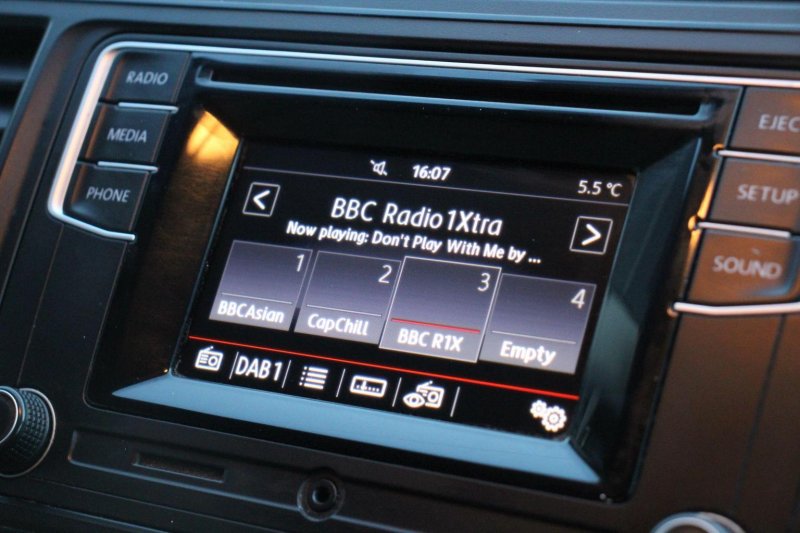 RADIO
MEDIA
PHONE
EJEC
SETUP
SOUND
16:07
5.5 °C
<
BBC Radio 1Xtra
>
Now playing: Don't Play With Me by ...
1
2
3
4
BBCAsian
CapChill
BBC R1X
Empty
DAB1